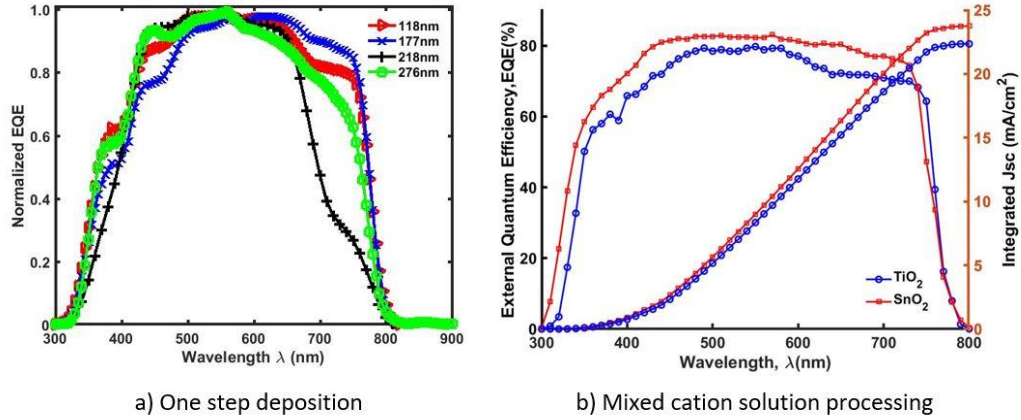 1.0
0.8
0.6
0.4
0.2
0
300 400 500 600 700 800 900
Normalized EQE
Wavelength λ (nm)
118nm
177nm
218nm
276nm
a) One step deposition
80
60
40
20
0
300 400 500 600 700 800
External Quantum Efficiency,EQE(%)
Wavelength, λ(nm)
TiO₂
SnO₂
25
20
15
10
5
0
Integrated Jsc (mA/cm²)
b) Mixed cation solution processing